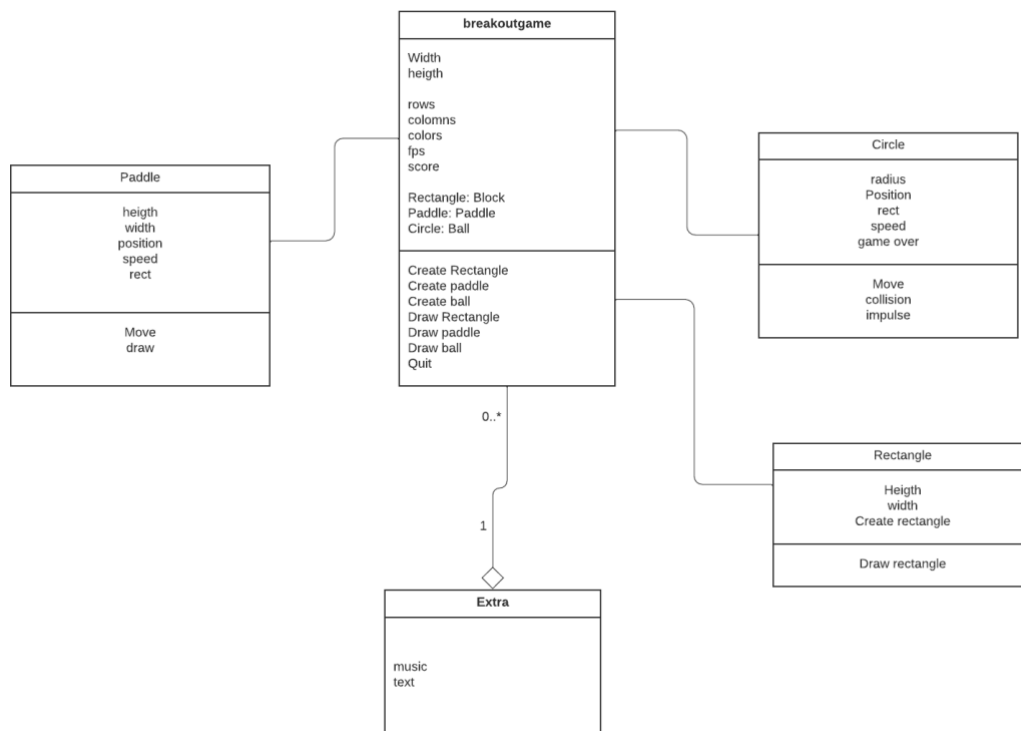 breakoutgame
Width
heigth
rows
colomns
colors
fps
score
Rectangle: Block
Paddle: Paddle
Circle: Ball
Create Rectangle
Create paddle
Create ball
Draw Rectangle
Draw paddle
Draw ball
Quit
Paddle
heigth
width
position
speed
rect
Move
draw
Circle
radius
Position
rect
speed
game over
Move
collision
impulse
Rectangle
Heigth
width
Create rectangle
Draw rectangle
0..*
1
Extra
music
text